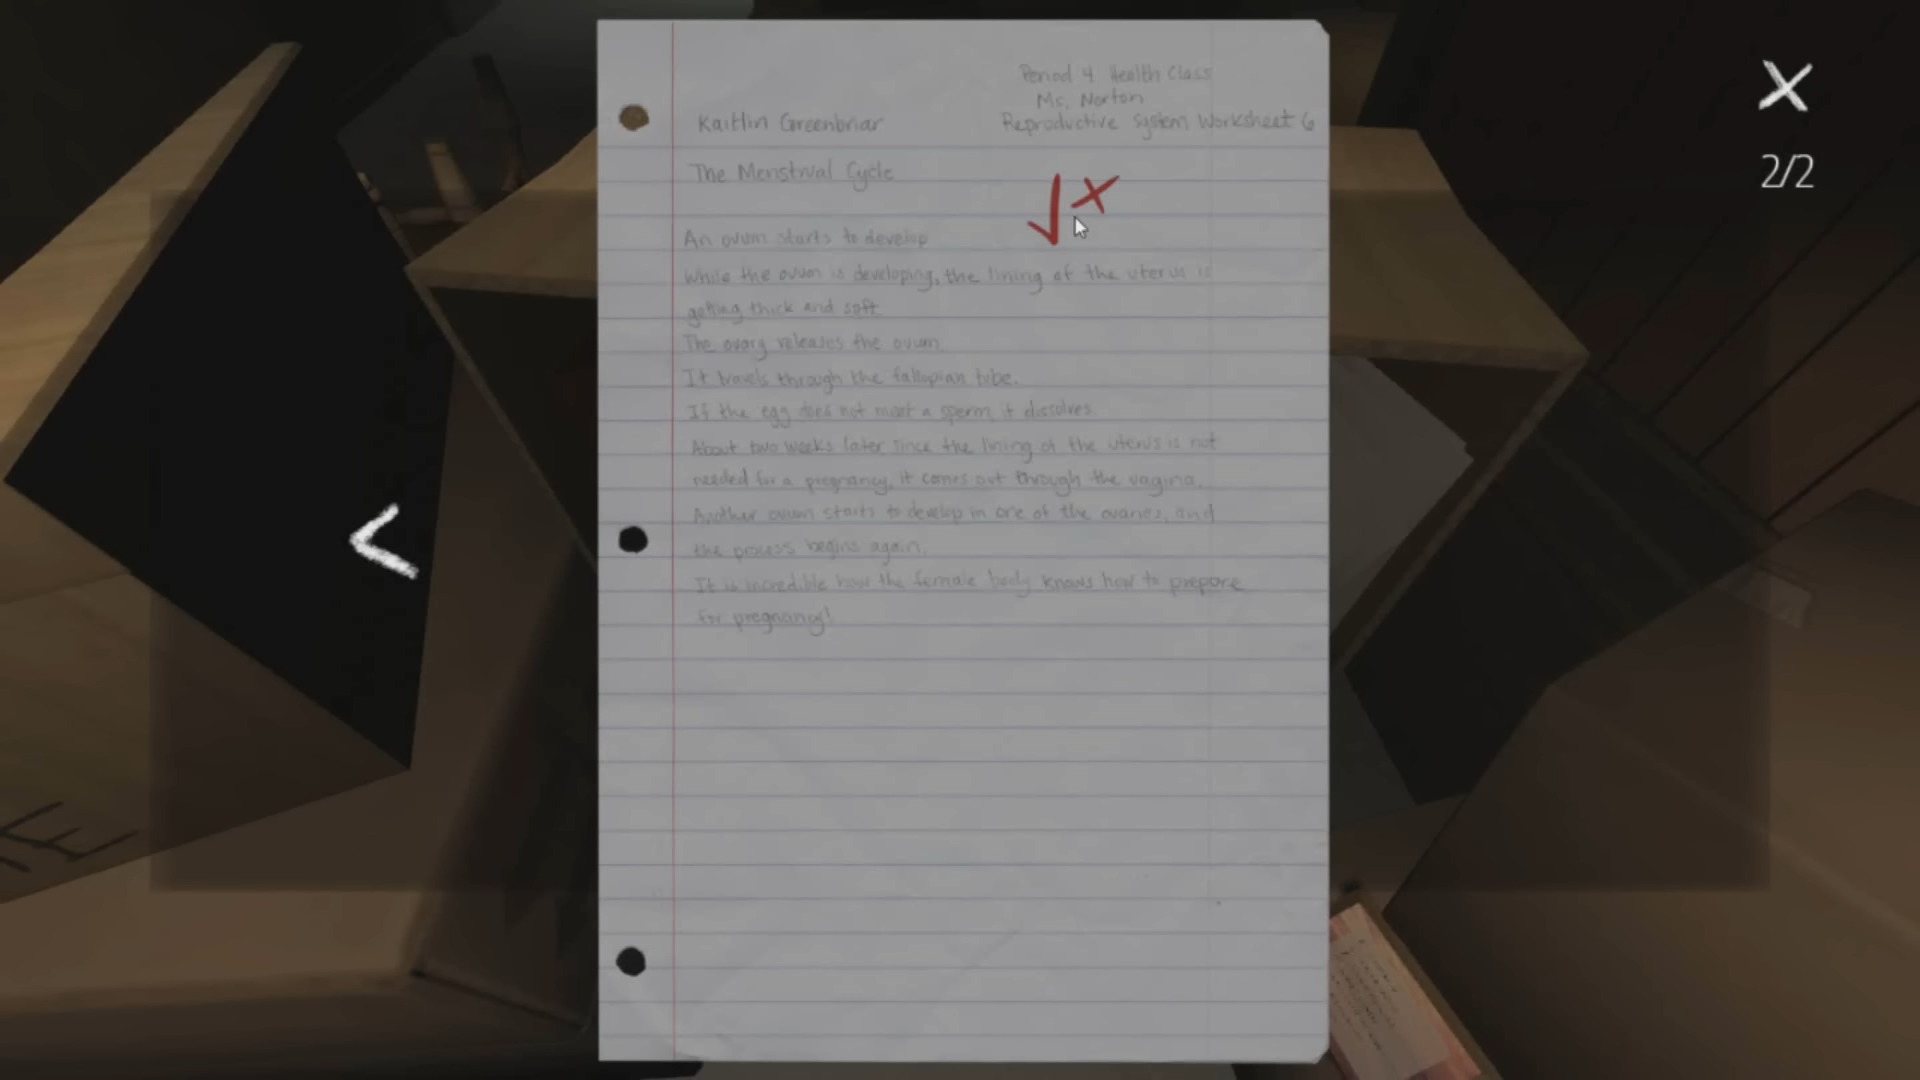 Period 4 Health Class
Ms. Norton
Kaitlin Greenbriar
Reproductive System Worksheet 6
The Menstrual Cycle
An ovum starts to develop
While the ovum is developing, the lining of the uterus is
getting thick and soft.
The ovary releases the ovum.
It travels through the fallopian tube.
If the egg does not meet a sperm it dissolves.
About two weeks later since the lining of the uterus is not
needed for a pregnancy, it comes out through the vagina.
Another ovum starts to develop in one of the ovaries, and
the process begins again.
It is incredible how the female body knows how to prepare
for pregnancy!
2/2